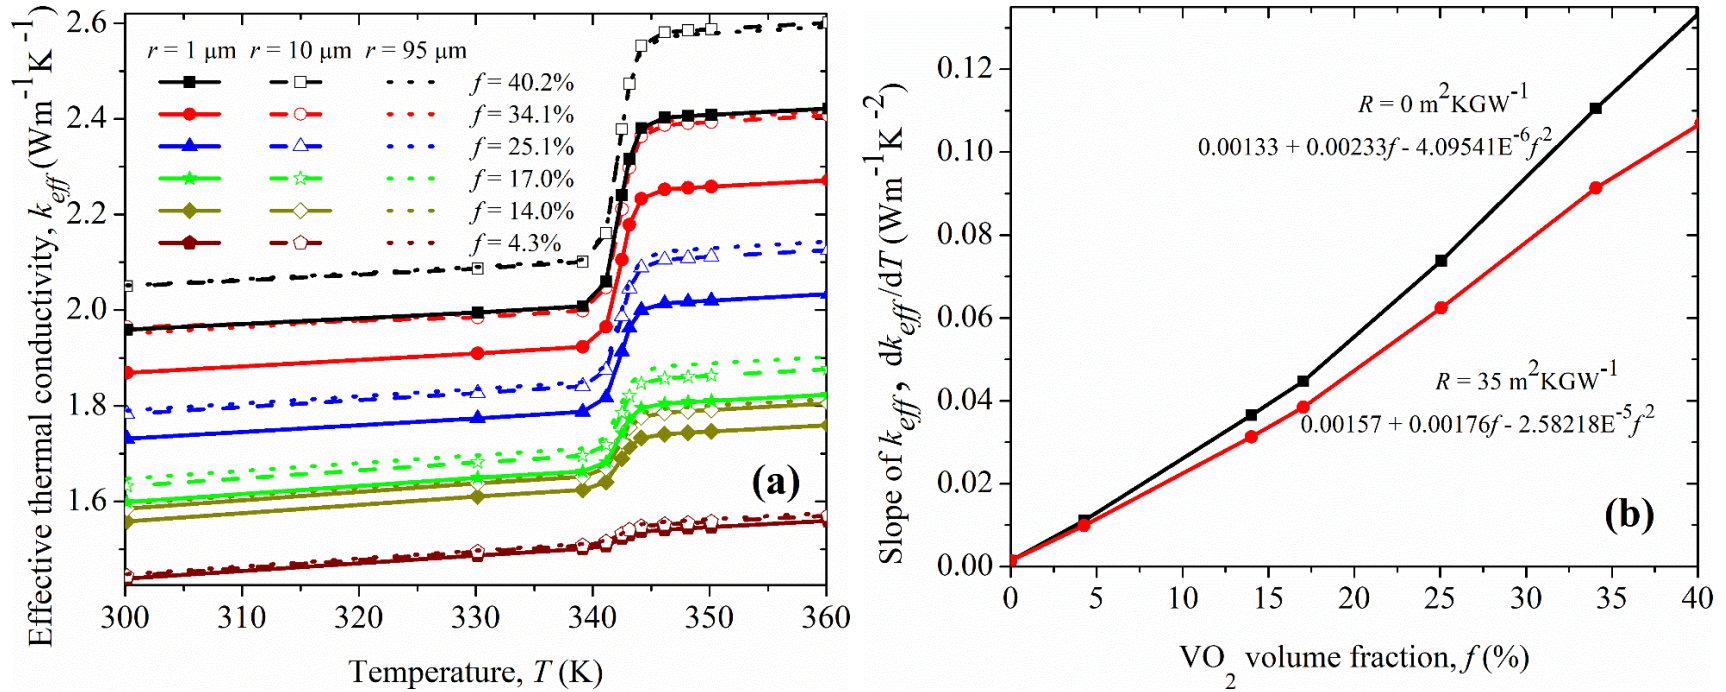 Effective thermal conductivity, k_eff (Wm⁻¹K⁻¹)
2.6
2.4
2.2
2.0
1.8
1.6
r = 1 μm r = 10 μm r = 95 μm
f = 40.2%
f = 34.1%
f = 25.1%
f = 17.0%
f = 14.0%
f = 4.3%
(a)
300 310 320 330 340 350 360
Temperature, T (K)
Slope of k_eff, dk_eff/dT (Wm⁻¹K⁻²)
0.12
0.10
0.08
0.06
0.04
0.02
0.00
R = 0 m²KGW⁻¹
0.00133 + 0.00233f - 4.09541E⁻⁶f²
R = 35 m²KGW⁻¹
0.00157 + 0.00176f - 2.58218E⁻⁵f²
(b)
0 5 10 15 20 25 30 35 40
VO₂ volume fraction, f (%)